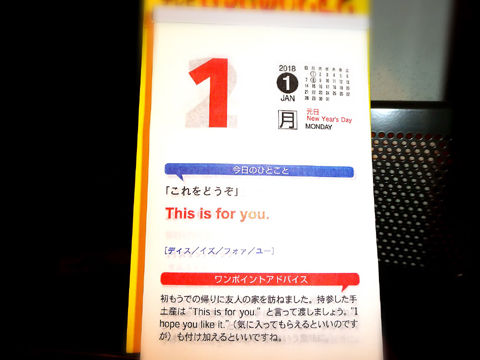 1
2018
1
JAN
元日
New Year's Day
月
MONDAY
今日のひとこと
「これをどうぞ」
This is for you.
[ディス/イズ/フォァ/ユー]
ワンポイントアドバイス
初もうでの帰りに友人の家を訪ねました。持参した手
土産は"This is for you."と言って渡しましょう。"I
hope you like it."(気に入ってもらえるといいのです
が)も付け加えるといいですね。